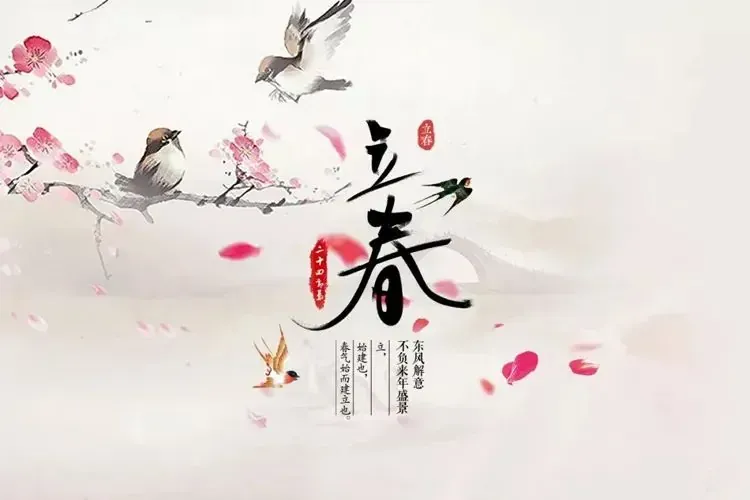 立春
立春
二十四节气
东风解意
不负来年盛景
立，
始建也，
春气始而建立也。